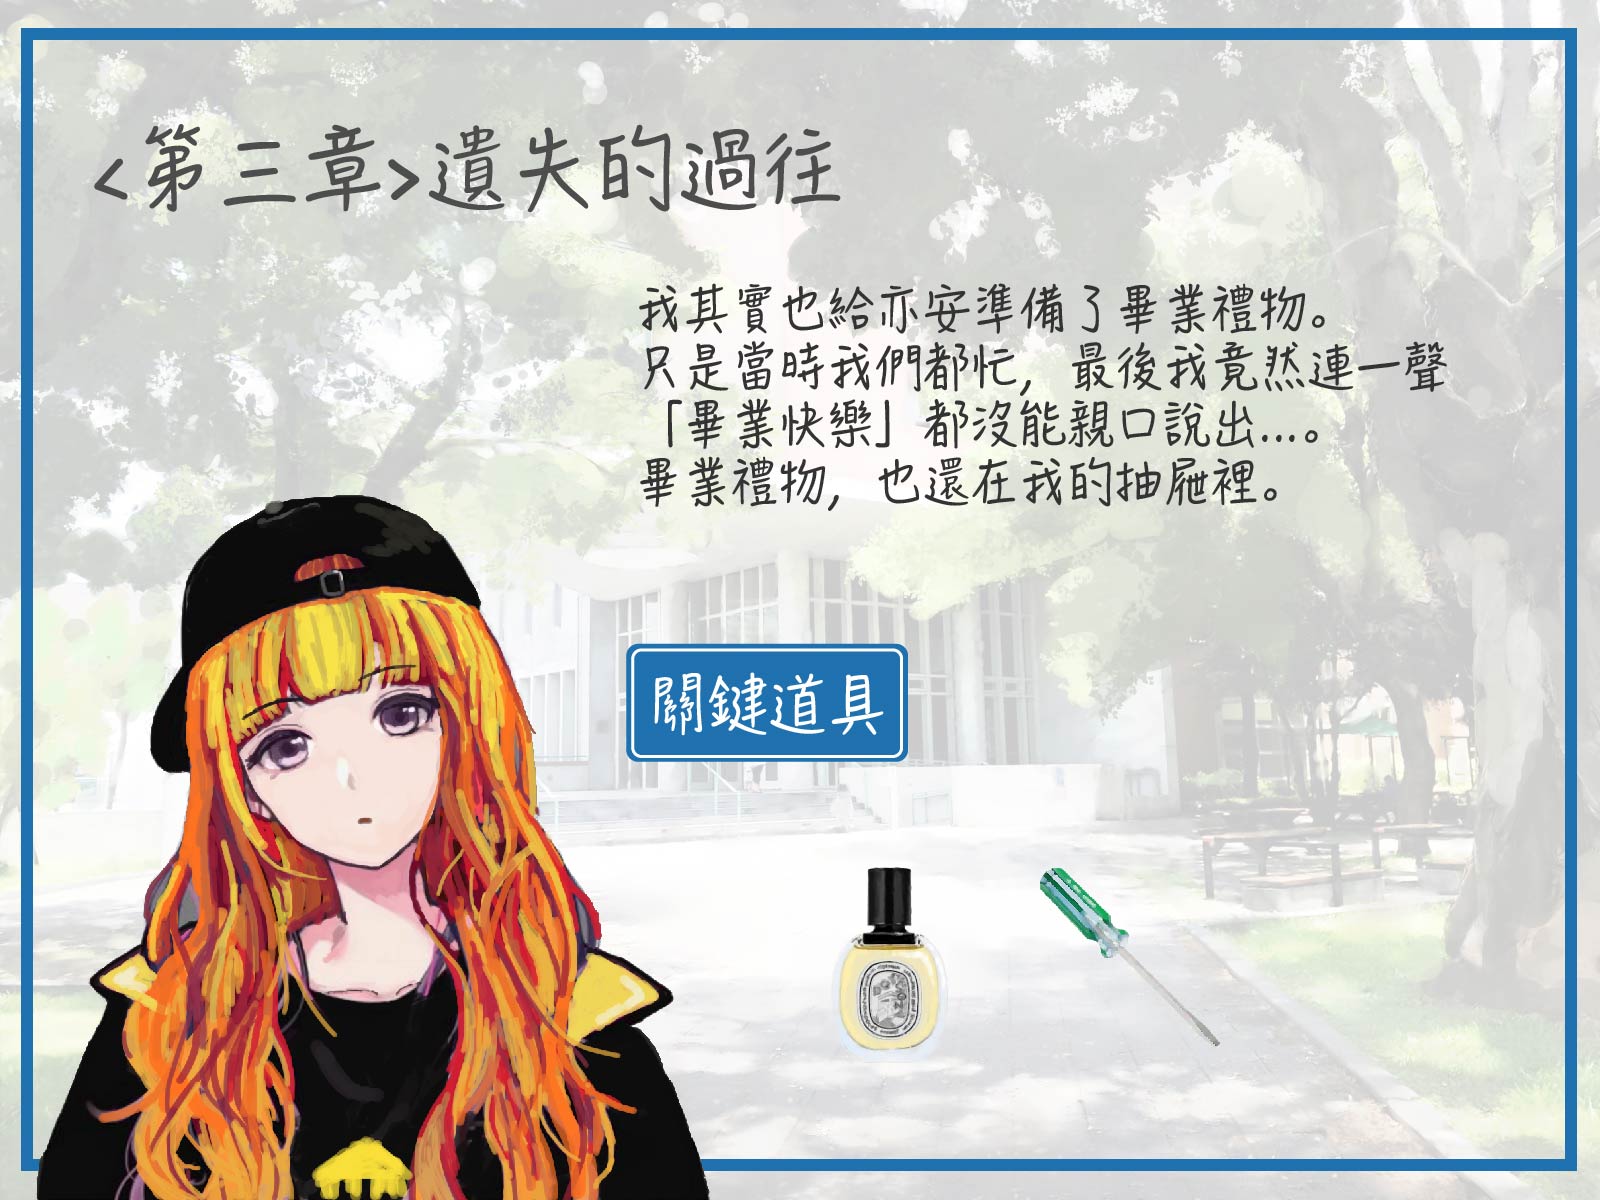 <第三章>遺失的過往
我其實也給亦安準備了畢業禮物。
只是當時我們都忙，最後我竟然連一聲
「畢業快樂」都沒能親口說出...。
畢業禮物，也還在我的抽屜裡。
關鍵道具